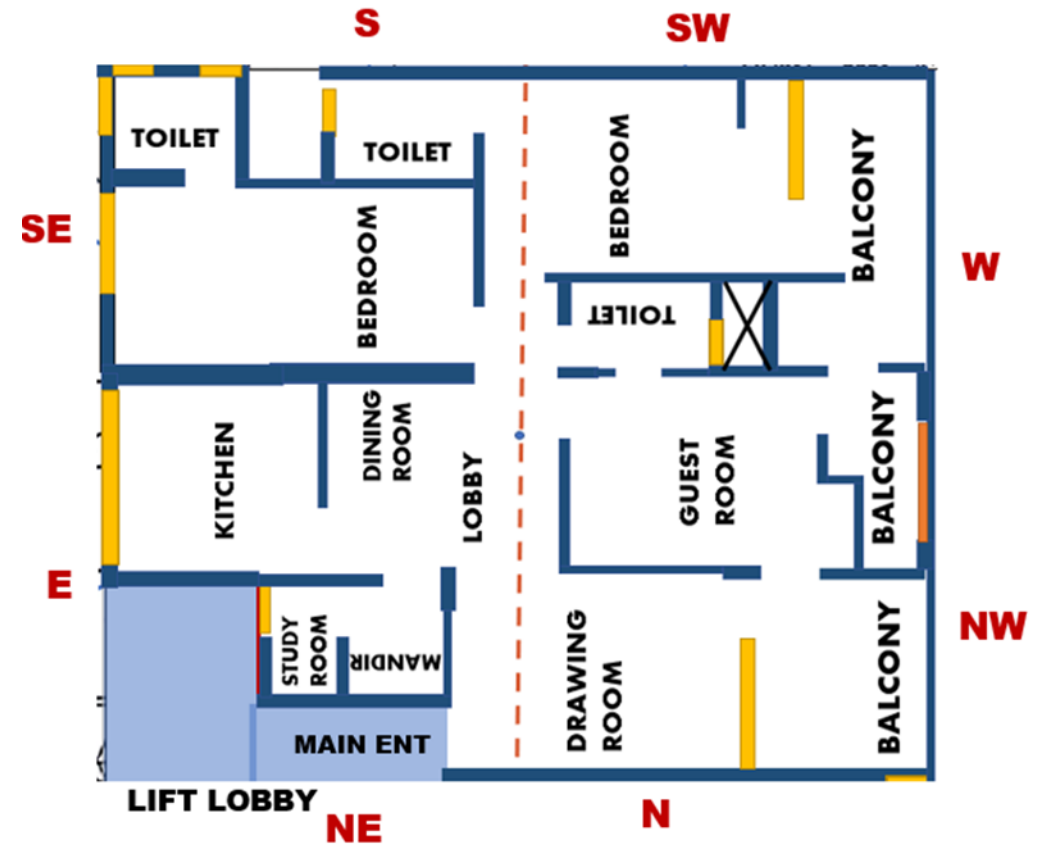 S
SW
TOILET
TOILET
BEDROOM
BALCONY
SE
BEDROOM
W
TOILET
KITCHEN
DINING
ROOM
LOBBY
GUEST
ROOM
BALCONY
E
STUDY
ROOM
MANDIR
DRAWING
ROOM
BALCONY
NW
MAIN ENT
LIFT LOBBY
NE
N